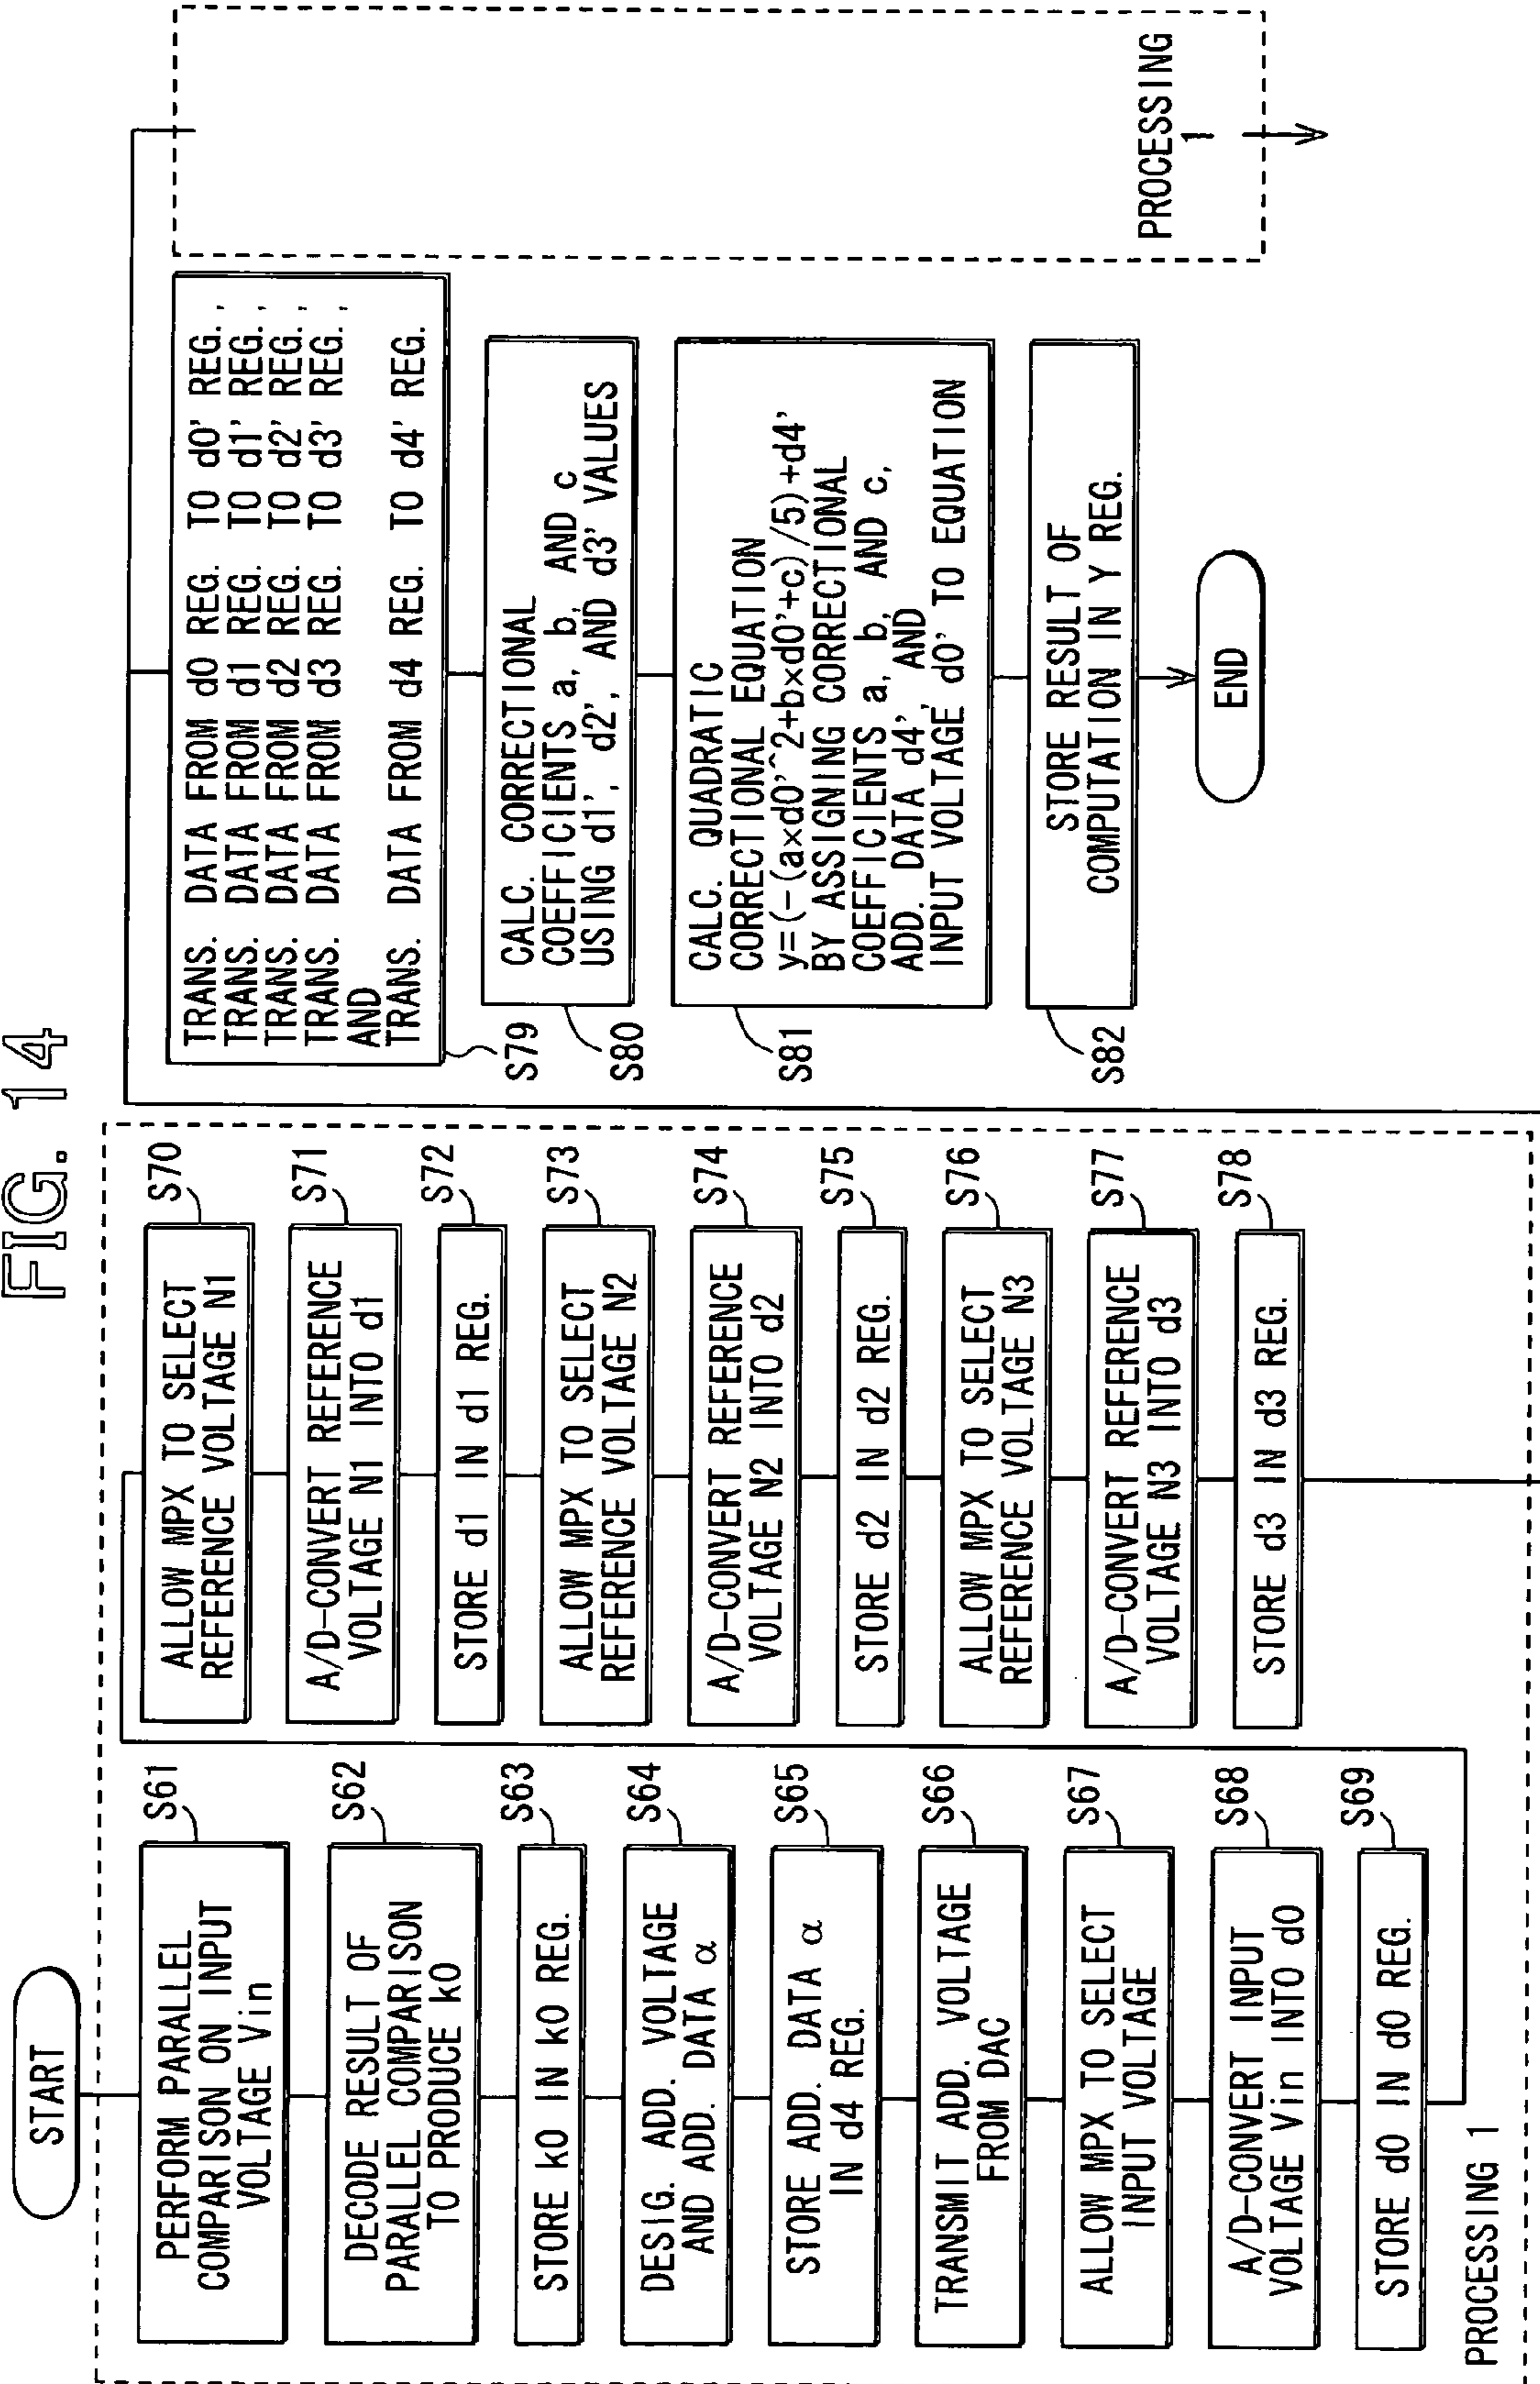 FIG. 14
START
S61
PERFORM PARALLEL
COMPARISON ON INPUT
VOLTAGE Vin
S62
DECODE RESULT OF
PARALLEL COMPARISON
TO PRODUCE k0
S63
STORE k0 IN k0 REG.
S64
DESIG. ADD. VOLTAGE
AND ADD. DATA α
S65
STORE ADD. DATA α
IN d4 REG.
S66
TRANSMIT ADD. VOLTAGE
FROM DAC
S67
ALLOW MPX TO SELECT
INPUT VOLTAGE
S68
A/D-CONVERT INPUT
VOLTAGE Vin INTO d0
S69
STORE d0 IN d0 REG.
PROCESSING 1
S70
ALLOW MPX TO SELECT
REFERENCE VOLTAGE N1
S71
A/D-CONVERT REFERENCE
VOLTAGE N1 INTO d1
S72
STORE d1 IN d1 REG.
S73
ALLOW MPX TO SELECT
REFERENCE VOLTAGE N2
S74
A/D-CONVERT REFERENCE
VOLTAGE N2 INTO d2
S75
STORE d2 IN d2 REG.
S76
ALLOW MPX TO SELECT
REFERENCE VOLTAGE N3
S77
A/D-CONVERT REFERENCE
VOLTAGE N3 INTO d3
S78
STORE d3 IN d3 REG.
TRANS. DATA FROM d0 REG. TO d0' REG.,
TRANS. DATA FROM d1 REG. TO d1' REG.,
TRANS. DATA FROM d2 REG. TO d2' REG.,
TRANS. DATA FROM d3 REG. TO d3' REG.,
AND
TRANS. DATA FROM d4 REG. TO d4' REG.
S79
CALC. CORRECTIONAL
COEFFICIENTS a, b, AND c
USING d1', d2', AND d3' VALUES
S80
CALC. QUADRATIC
CORRECTIONAL EQUATION
y=(-(a×d0'^2+b×d0'+c)/5)+d4'
BY ASSIGNING CORRECTIONAL
COEFFICIENTS a, b, AND c,
ADD. DATA d4', AND
INPUT VOLTAGE d0' TO EQUATION
S81
STORE RESULT OF
COMPUTATION IN Y REG.
S82
END
PROCESSING
1